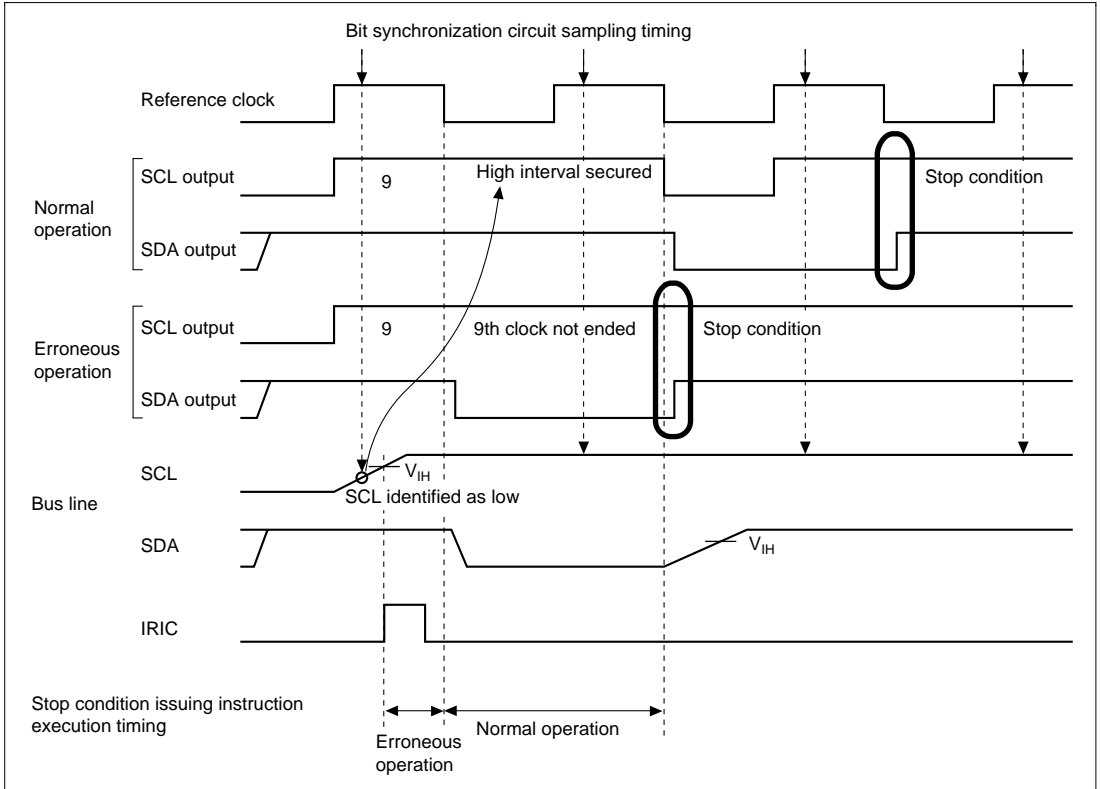 Bit synchronization circuit sampling timing
Reference clock
Normal
operation
SCL output
9
High interval secured
Stop condition
SDA output
Erroneous
operation
SCL output
9
9th clock not ended
Stop condition
SDA output
Bus line
SCL
VIH
SCL identified as low
SDA
VIH
IRIC
Stop condition issuing instruction
execution timing
Erroneous
operation
Normal operation